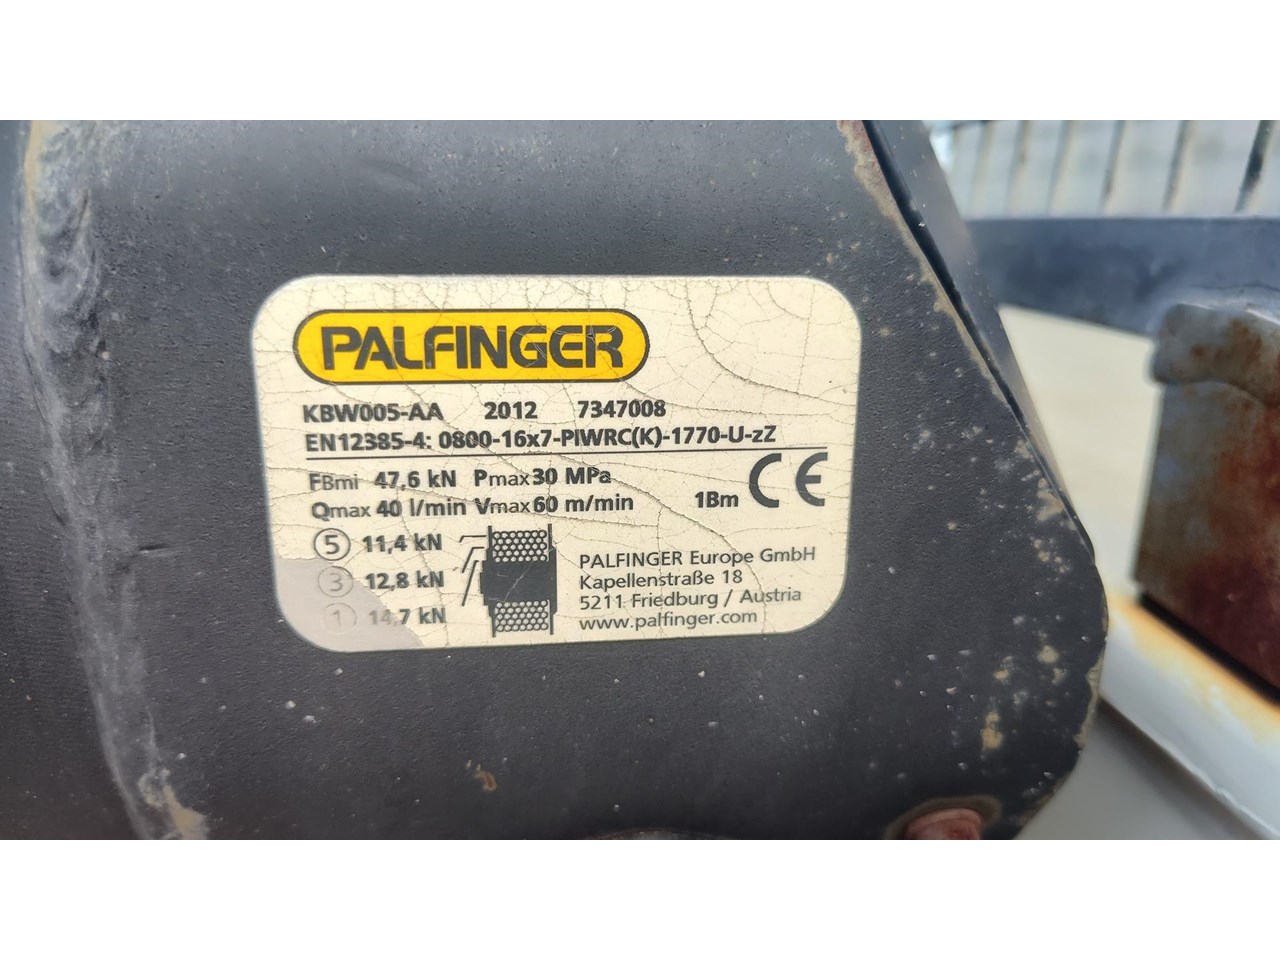 PALFINGER
KBW005-AA 2012 7347008
EN12385-4: 0800-16x7-PIWRC(K)-1770-U-zZ
FBmi 47,6 kN Pmax 30 MPa
Qmax 40 l/min Vmax 60 m/min 1Bm CE
5 11,4 kN
3 12,8 kN
1 14,7 kN
PALFINGER Europe GmbH
Kapellenstraße 18
5211 Friedburg / Austria
www.palfinger.com